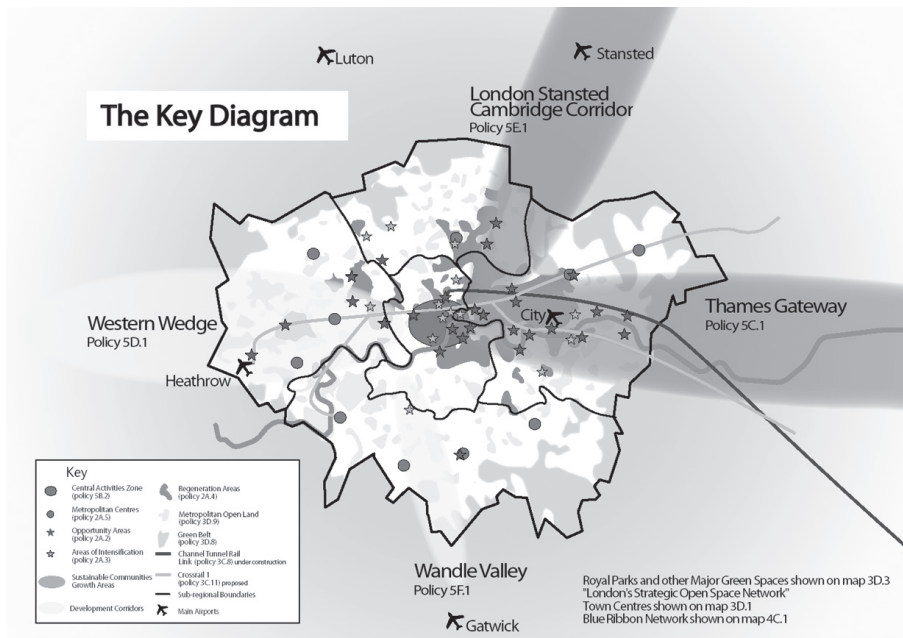 Luton
Stansted
The Key Diagram
London Stansted
Cambridge Corridor
Policy 5E.1
City
Thames Gateway
Policy 5C.1
Western Wedge
Policy 5D.1
Heathrow
Key
Central Activities Zone
(policy 5B.2)
Metropolitan Centres
(policy 2A.5)
Opportunity Areas
(policy 2A.2)
Areas of Intensification
(policy 2A.3)
Sustainable Communities
Growth Areas
Development Corridors
Regeneration Areas
(policy 2A.4)
Metropolitan Open Land
(policy 3D.9)
Green Belt
(policy 3D.8)
Channel Tunnel Rail
Link (policy 3C.8) under construction
Crossrail 1
(policy 3C.11) proposed
Sub-regional Boundaries
Main Airports
Wandle Valley
Policy 5F.1
Gatwick
Royal Parks and other Major Green Spaces shown on map 3D.3
"London's Strategic Open Space Network"
Town Centres shown on map 3D.1
Blue Ribbon Network shown on map 4C.1